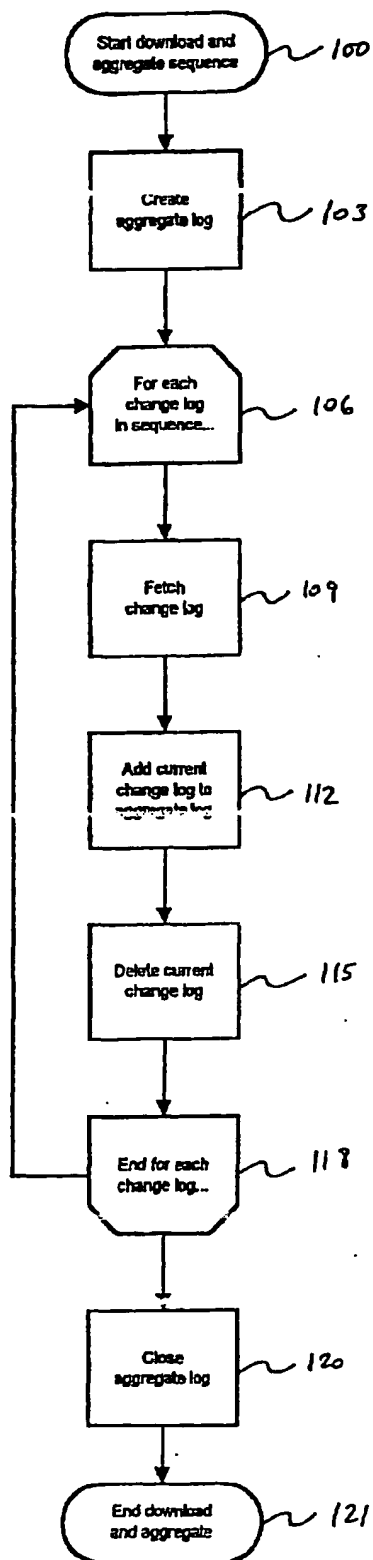 Start download and
aggregate sequence
100
Create
aggregate log
103
For each
change log
in sequence...
106
Fetch
change log
109
Add current
change log to
aggregate log
112
Delete current
change log
115
End for each
change log...
118
Close
aggregate log
120
End download
and aggregate
121